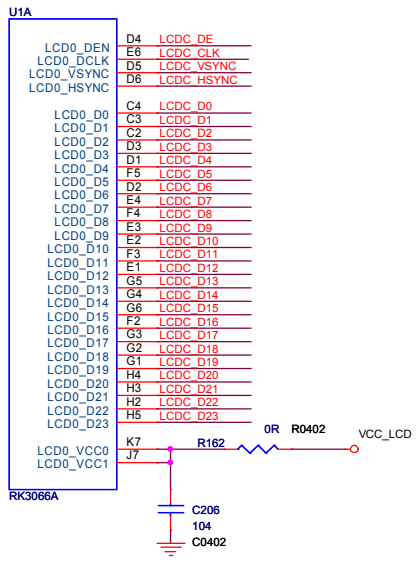 U1A
LCD0_DEN D4 LCDC_DE
LCD0_DCLK E6 LCDC_CLK
LCD0_VSYNC D5 LCDC_VSYNC
LCD0_HSYNC D6 LCDC_HSYNC
LCD0_D0 C4 LCDC_D0
LCD0_D1 C3 LCDC_D1
LCD0_D2 C2 LCDC_D2
LCD0_D3 D3 LCDC_D3
LCD0_D4 D1 LCDC_D4
LCD0_D5 F5 LCDC_D5
LCD0_D6 D2 LCDC_D6
LCD0_D7 E4 LCDC_D7
LCD0_D8 F4 LCDC_D8
LCD0_D9 E3 LCDC_D9
LCD0_D10 E2 LCDC_D10
LCD0_D11 F3 LCDC_D11
LCD0_D12 E1 LCDC_D12
LCD0_D13 G5 LCDC_D13
LCD0_D14 G4 LCDC_D14
LCD0_D15 G6 LCDC_D15
LCD0_D16 F2 LCDC_D16
LCD0_D17 G3 LCDC_D17
LCD0_D18 G2 LCDC_D18
LCD0_D19 G1 LCDC_D19
LCD0_D20 H4 LCDC_D20
LCD0_D21 H3 LCDC_D21
LCD0_D22 H2 LCDC_D22
LCD0_D23 H5 LCDC_D23
0R R0402
VCC_LCD
LCD0_VCC0 K7 R162
LCD0_VCC1 J7
RK3066A
C206
104
C0402